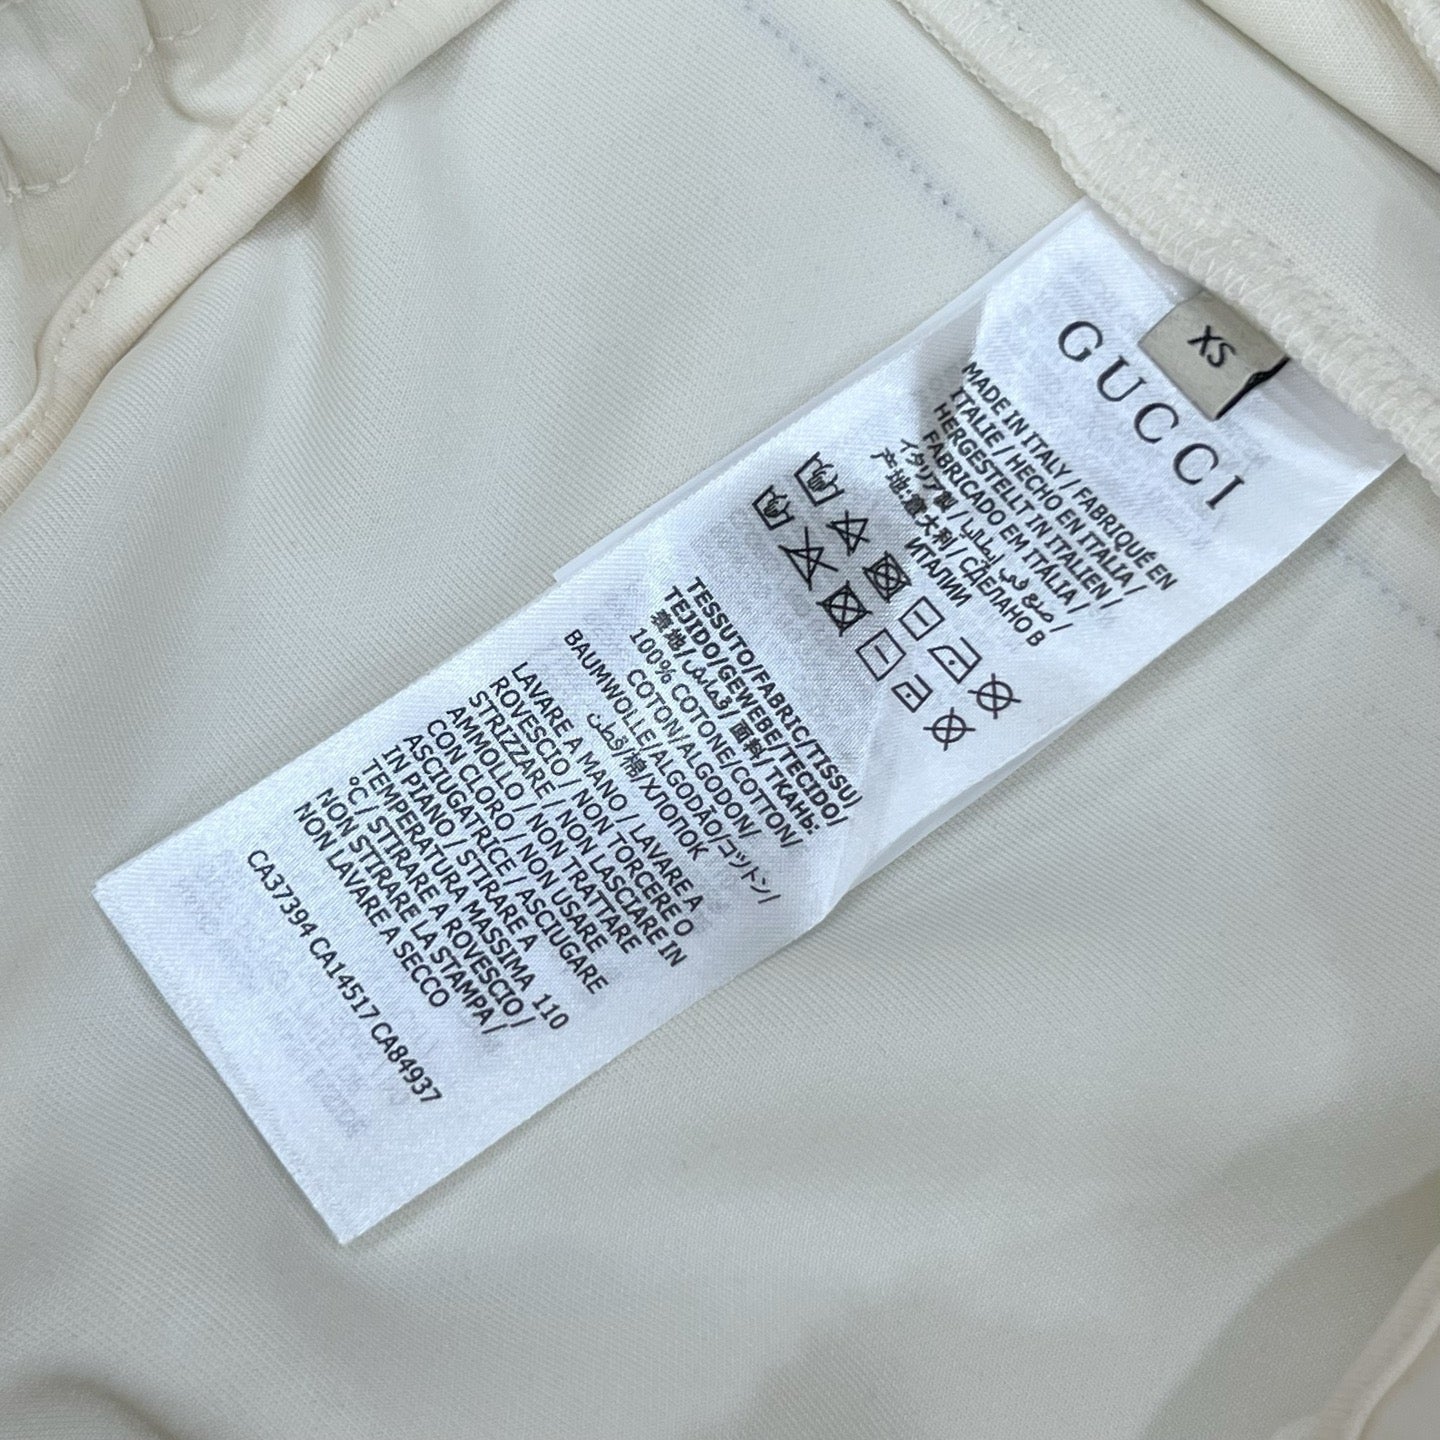 XS
GUCCI
MADE IN ITALY / FABRIQUÉ EN
ITALIE / HECHO EN ITALIA /
HERGESTELLT IN ITALIEN /
FABRICADO EM ITÁLIA /
イタリア製 / صنع في إيطاليا /
产地:意大利 / СДЕЛАНО В
ИТАЛИИ
TESSUTO/FABRIC/TISSU/
TEJIDO/GEWEBE/TECIDO/
表地/قماش/面料/ТКАНЬ:
100% COTONE/COTTON/
COTON/ALGODON/
BAUMWOLLE/ALGODÃO/コットン/
قطن/棉/ХЛОПОК
LAVARE A MANO / LAVARE A
ROVESCIO / NON TORCERE O
STRIZZARE / NON LASCIARE IN
AMMOLLO / NON TRATTARE
CON CLORO / NON USARE
ASCIUGATRICE / ASCIUGARE
IN PIANO / STIRARE A
TEMPERATURA MASSIMA 110
°C / STIRARE A ROVESCIO /
NON STIRARE LA STAMPA /
NON LAVARE A SECCO
CA37394 CA14517 CA84937